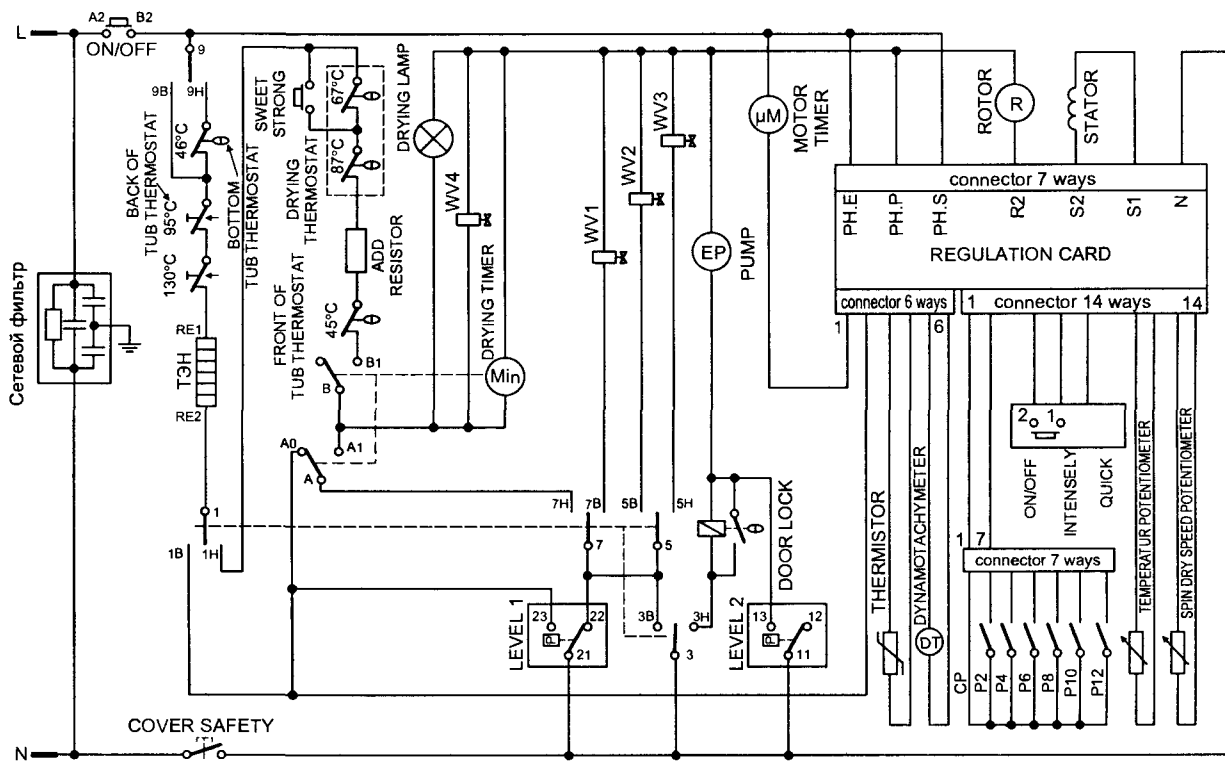 L
A2 B2
ON/OFF
9
9B
9H
46°C
BACK OF
TUB THERMOSTAT
95°C
130°C
BOTTOM
TUB THERMOSTAT
RE1
ТЭН
RE2
Сетевой фильтр
SWEET
STRONG
67°C
87°C
DRYING
THERMOSTAT
ADD
RESISTOR
FRONT OF
TUB THERMOSTAT
45°C
B1
B
DRYING LAMP
WV4
DRYING TIMER
Min
A0
A1
A
1
1B
1H
WV1
WV2
WV3
7H
7B
5B
5H
7
5
EP
PUMP
µM
MOTOR
TIMER
DOOR LOCK
LEVEL 1
23
22
P
21
3B
3H
3
LEVEL 2
13
12
P
11
ROTOR
R
STATOR
connector 7 ways
PH.E
PH.P
PH.S
R2
S2
S1
N
REGULATION CARD
connector 6 ways
1
6
1 connector 14 ways 14
THERMISTOR
DYNAMOTACHYMETER
DT
2 1
ON/OFF
INTENSELY
QUICK
TEMPERATUR POTENTIOMETER
SPIN DRY SPEED POTENTIOMETER
1 7
connector 7 ways
CP
P2
P4
P6
P8
P10
P12
COVER SAFETY
N